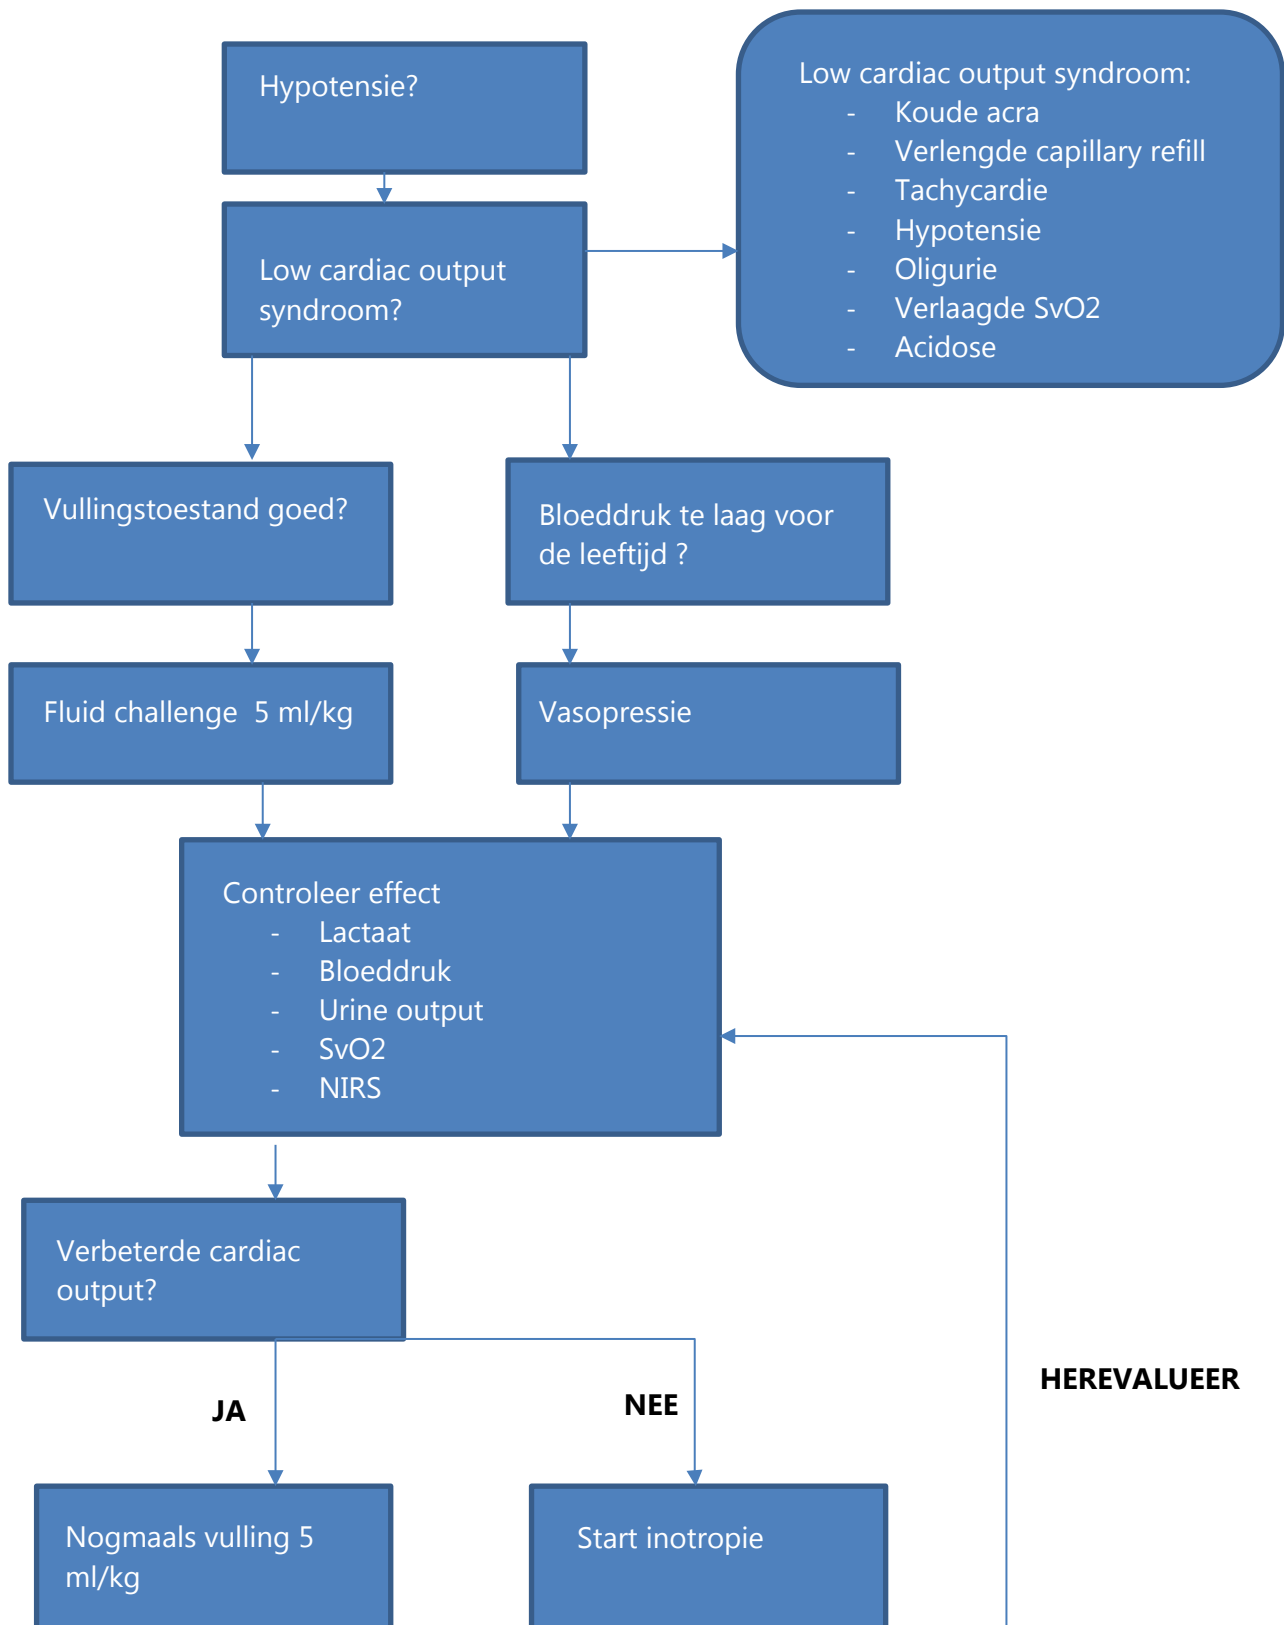 Hypotensie?
Low cardiac output syndroom:
- Koude acra
- Verlengde capillary refill
- Tachycardie
- Hypotensie
- Oligurie
- Verlaagde SvO2
- Acidose
Low cardiac output
syndroom?
Vullingstoestand goed?
Bloeddruk te laag voor
de leeftijd ?
Fluid challenge  5 ml/kg
Vasopressie
Controleer effect
- Lactaat
- Bloeddruk
- Urine output
- SvO2
- NIRS
Verbeterde cardiac
output?
HEREVALUEER
JA
NEE
Nogmaals vulling 5
ml/kg
Start inotropie